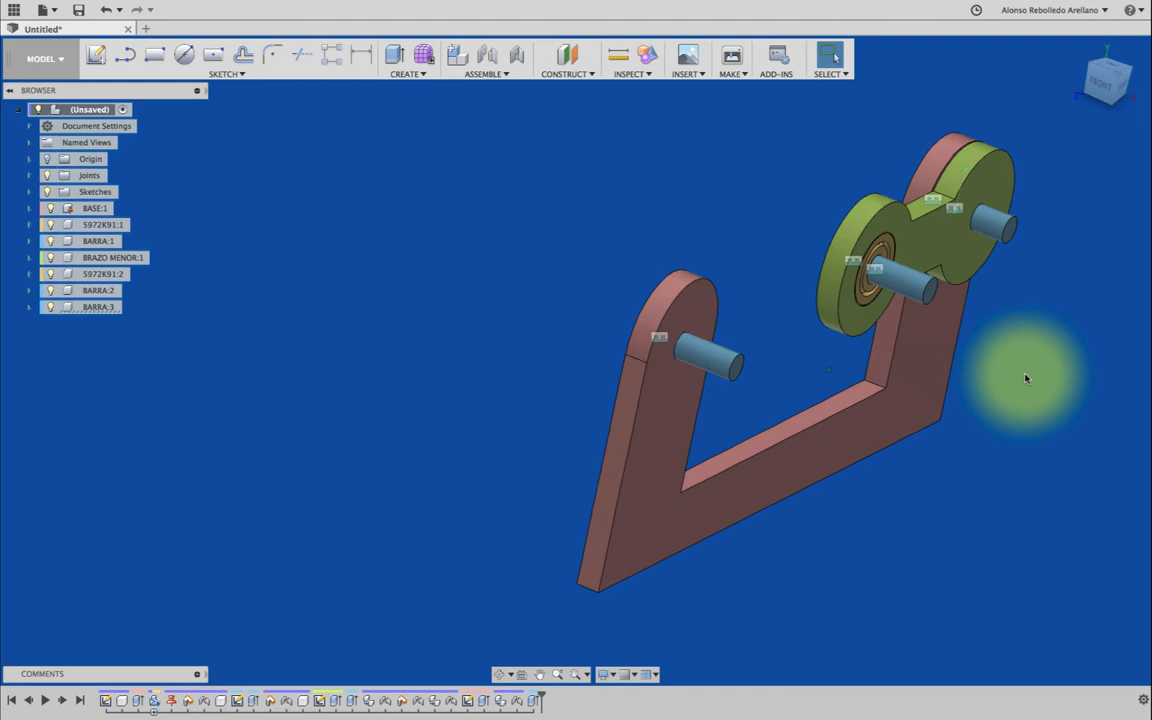 Alonso Rebolledo Arellano
Untitled*
MODEL
SKETCH
CREATE
ASSEMBLE
CONSTRUCT
INSPECT
INSERT
MAKE
ADD-INS
SELECT
BROWSER
(Unsaved)
Document Settings
Named Views
Origin
Joints
Sketches
BASE:1
5972K91:1
BARRA:1
BRAZO MENOR:1
5972K91:2
BARRA:2
BARRA:3
Y
Z
FRONT
COMMENTS